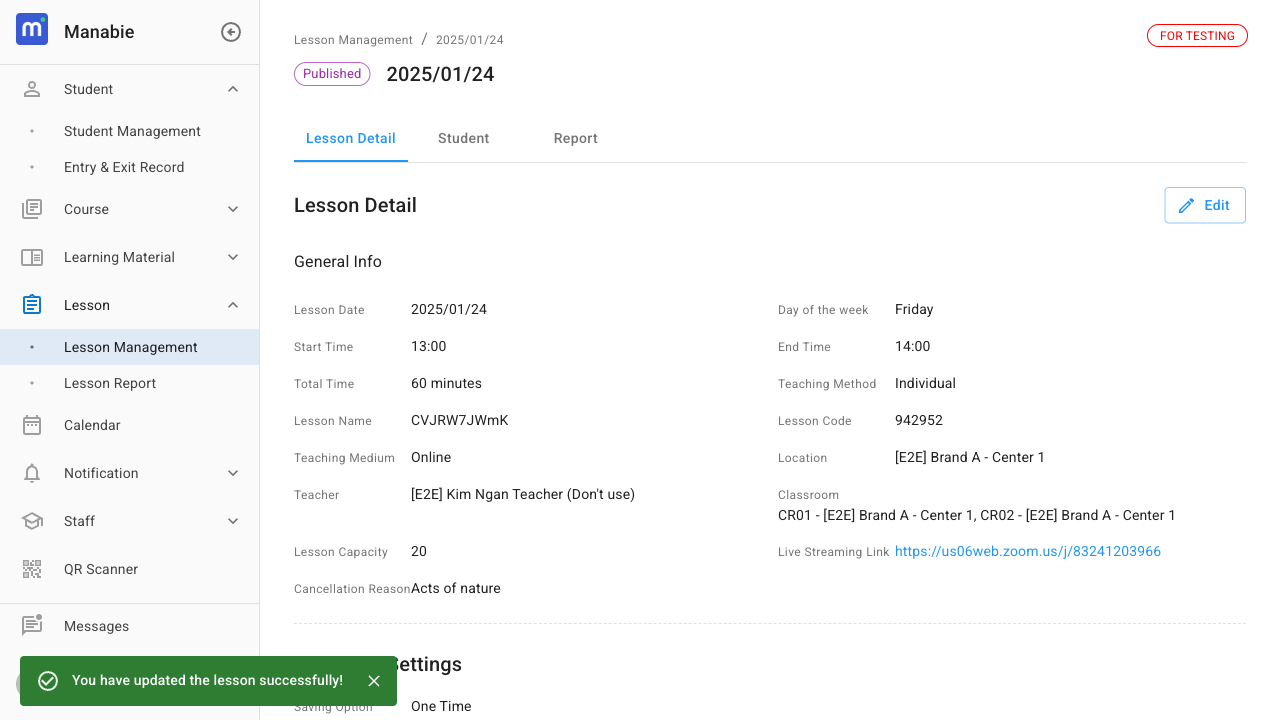 Manabie
Student
Student Management
Entry & Exit Record
Course
Learning Material
Lesson
Lesson Management
Lesson Report
Calendar
Notification
Staff
QR Scanner
Messages
You have updated the lesson successfully!
Lesson Management / 2025/01/24
FOR TESTING
Published 2025/01/24
Lesson Detail Student Report
Lesson Detail
Edit
General Info
Lesson Date 2025/01/24 Day of the week Friday
Start Time 13:00 End Time 14:00
Total Time 60 minutes Teaching Method Individual
Lesson Name CVJRW7JWmK Lesson Code 942952
Teaching Medium Online Location [E2E] Brand A - Center 1
Teacher [E2E] Kim Ngan Teacher (Don't use) Classroom
CR01 - [E2E] Brand A - Center 1, CR02 - [E2E] Brand A - Center 1
Lesson Capacity 20 Live Streaming Link https://us06web.zoom.us/j/83241203966
Cancellation Reason Acts of nature
Settings
Saving Option One Time